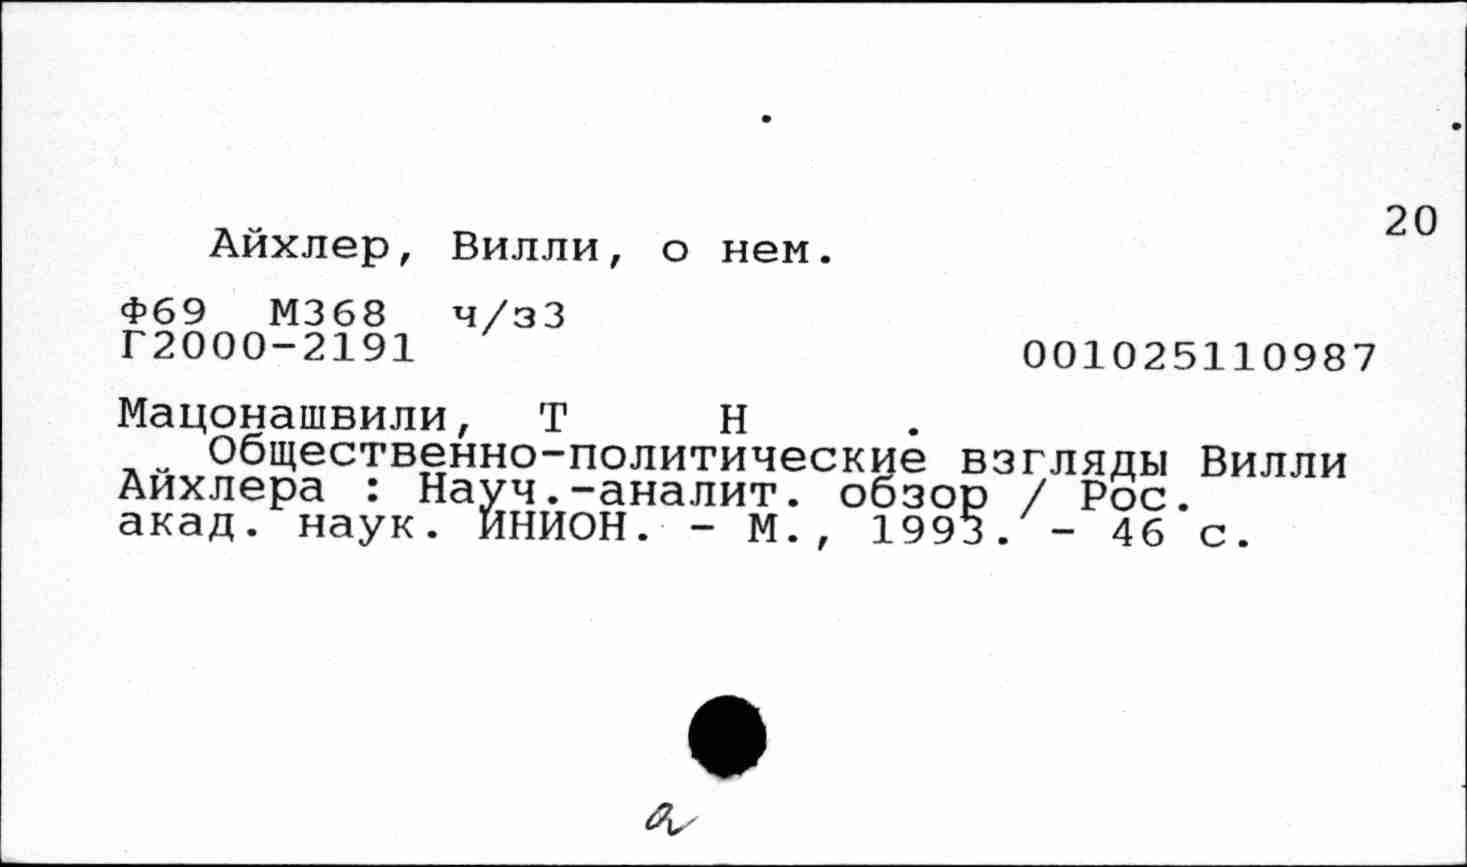 20
Айхлер, Вилли, о нем.
Ф69 М368 ч/з3
Г2000-2191
001025110987
Мацонашвили, Т Н .
Общественно-политические взгляды Вилли
Айхлера : Науч.-аналит. обзор / Рос.
акад. наук. ИНИОН. - М., 1993. - 46 с.